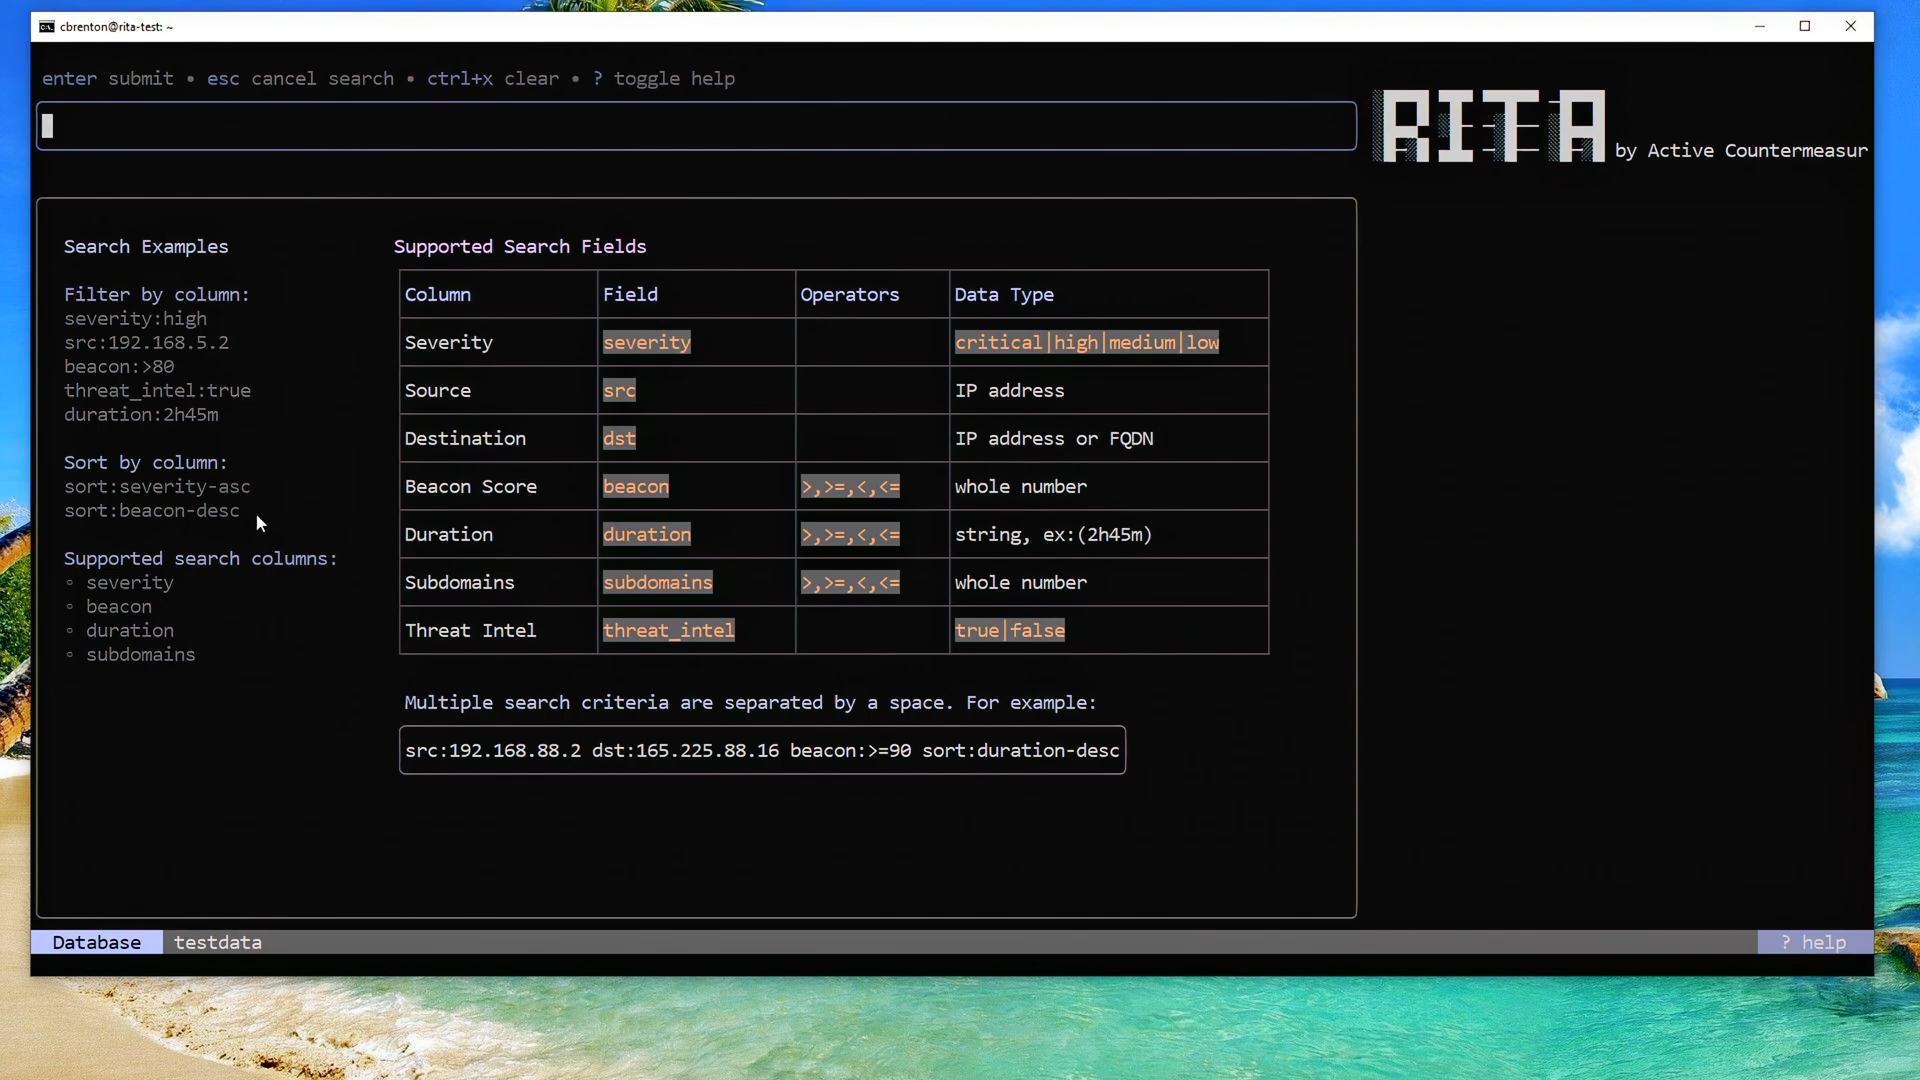 cbrenton@rita-test: ~
enter submit • esc cancel search • ctrl+x clear • ? toggle help
RITA by Active Countermeasur
Search Examples
Filter by column:
severity:high
src:192.168.5.2
beacon:>80
threat_intel:true
duration:2h45m
Sort by column:
sort:severity-asc
sort:beacon-desc
Supported search columns:
◦ severity
◦ beacon
◦ duration
◦ subdomains
Supported Search Fields
Column Field Operators Data Type
Severity severity critical|high|medium|low
Source src IP address
Destination dst IP address or FQDN
Beacon Score beacon >,>=,<,<= whole number
Duration duration >,>=,<,<= string, ex:(2h45m)
Subdomains subdomains >,>=,<,<= whole number
Threat Intel threat_intel true|false
Multiple search criteria are separated by a space. For example:
src:192.168.88.2 dst:165.225.88.16 beacon:>=90 sort:duration-desc
Database testdata ? help